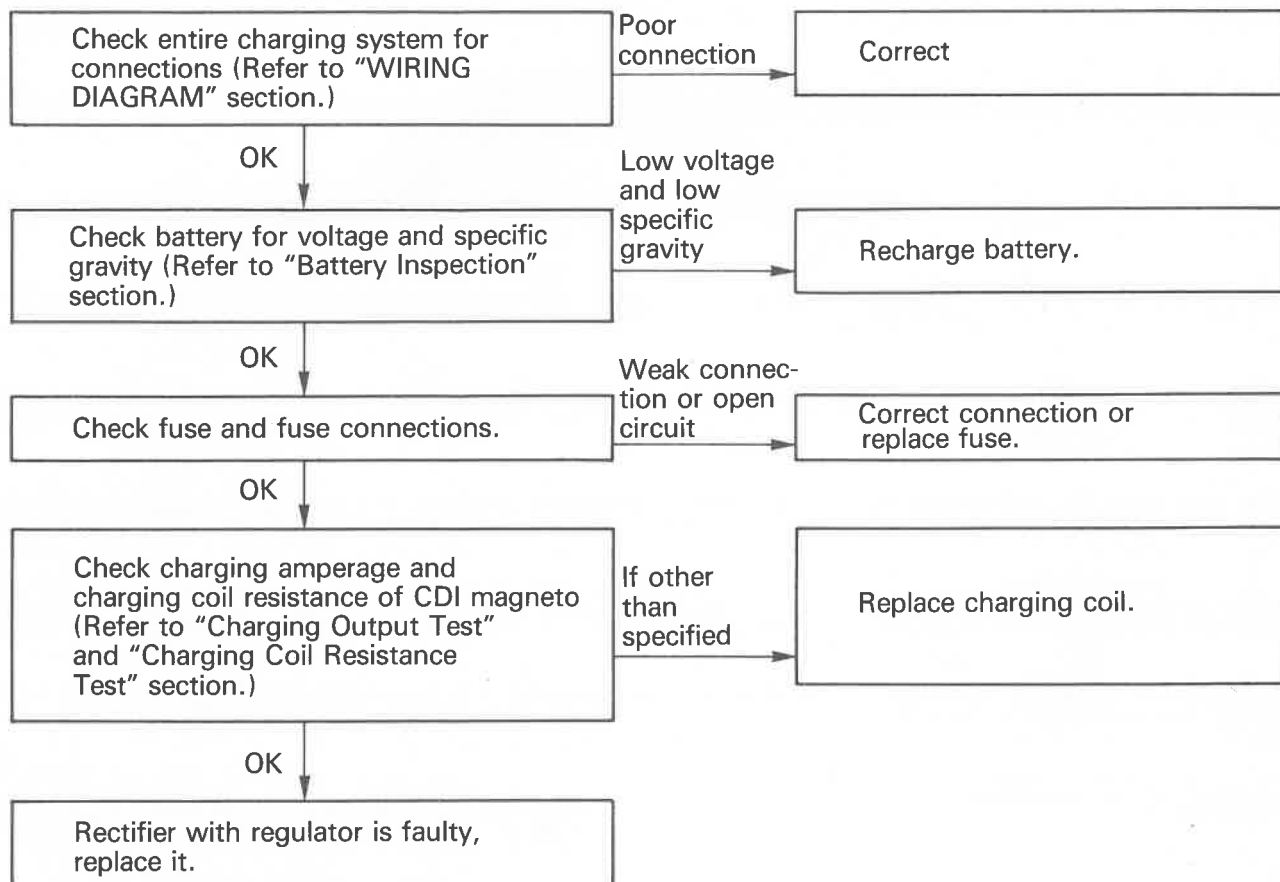 Check entire charging system for
connections (Refer to “WIRING
DIAGRAM” section.)
Poor
connection
Correct
OK
Check battery for voltage and specific
gravity (Refer to “Battery Inspection”
section.)
Low voltage
and low
specific
gravity
Recharge battery.
OK
Check fuse and fuse connections.
Weak connec-
tion or open
circuit
Correct connection or
replace fuse.
OK
Check charging amperage and
charging coil resistance of CDI magneto
(Refer to “Charging Output Test”
and “Charging Coil Resistance
Test” section.)
If other
than
specified
Replace charging coil.
OK
Rectifier with regulator is faulty,
replace it.